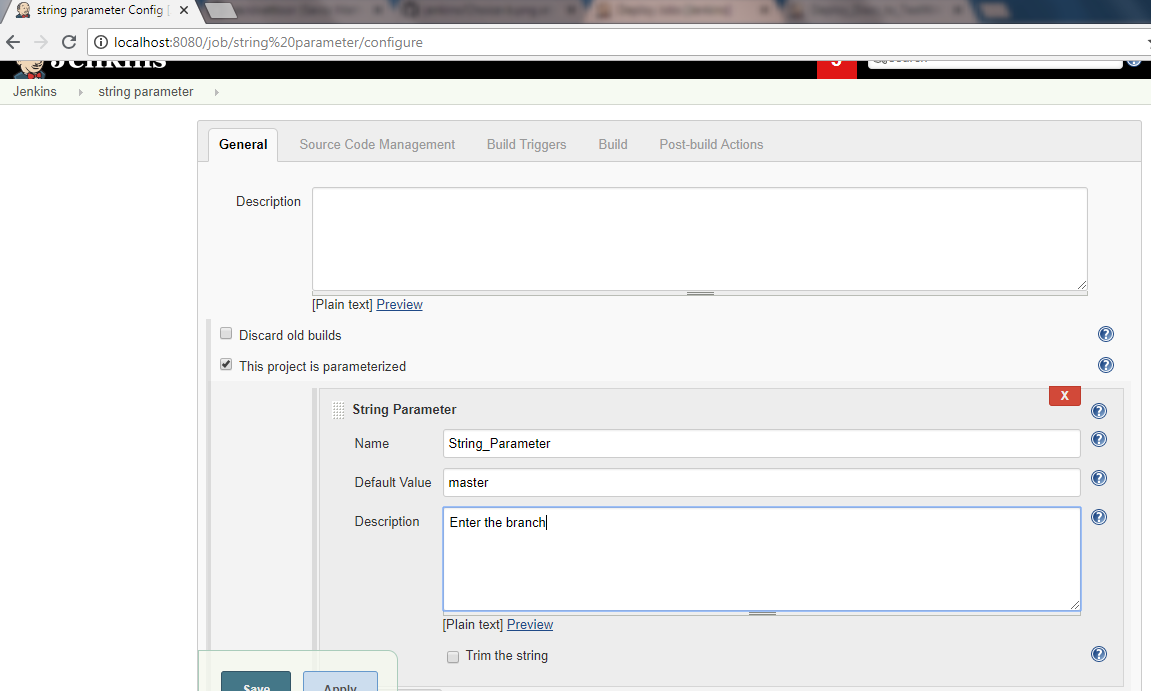 string parameter Config
localhost:8080/job/string%20parameter/configure
Jenkins
Jenkins
string parameter
General
Source Code Management
Build Triggers
Build
Post-build Actions
Description
[Plain text] Preview
Discard old builds
This project is parameterized
String Parameter
X
Name
String_Parameter
Default Value
master
Description
Enter the branch
[Plain text] Preview
Trim the string
Save
Apply